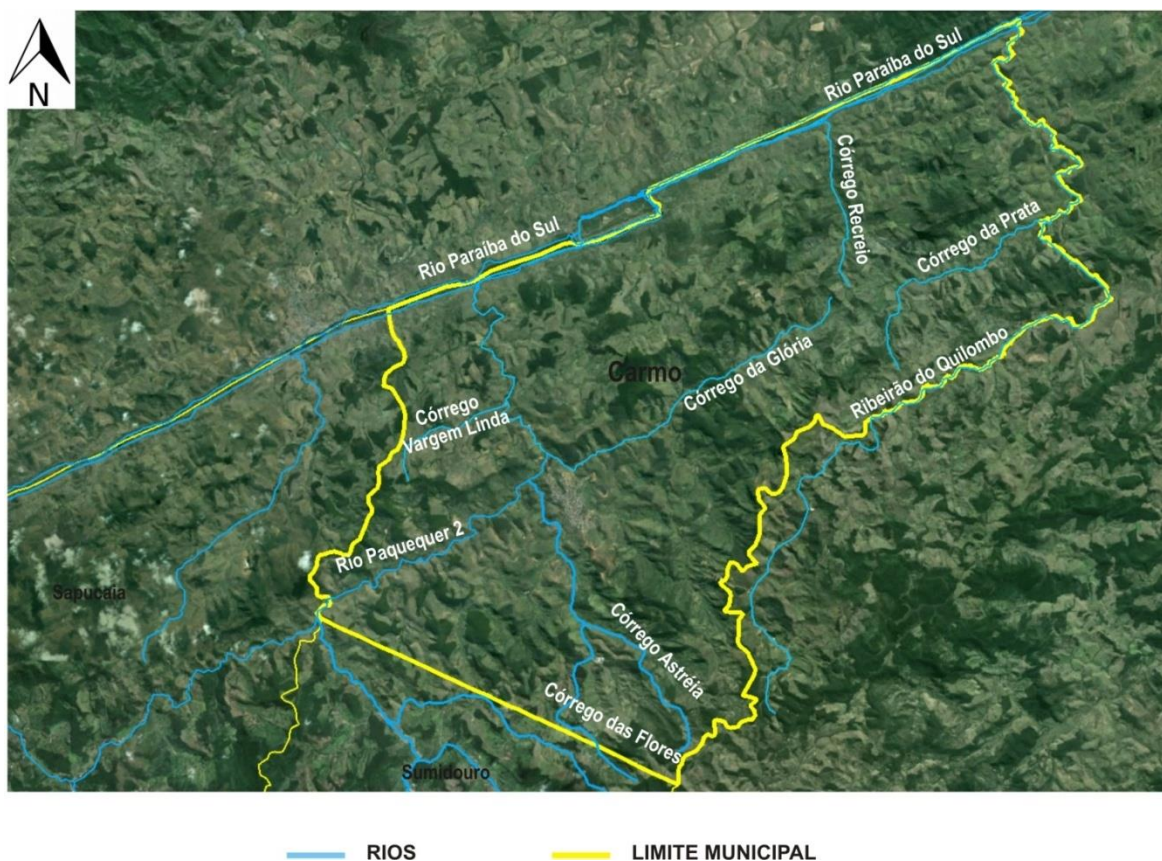 N
Rio Paraíba do Sul
Rio Paraíba do Sul
Córrego Recreio
Córrego da Prata
Carmo
Córrego da Glória
Ribeirão do Quilombo
Córrego
Vargem Linda
Rio Paquequer 2
Sapucaia
Córrego Astréia
Córrego das Flores
Sumidouro
RIOS
LIMITE MUNICIPAL